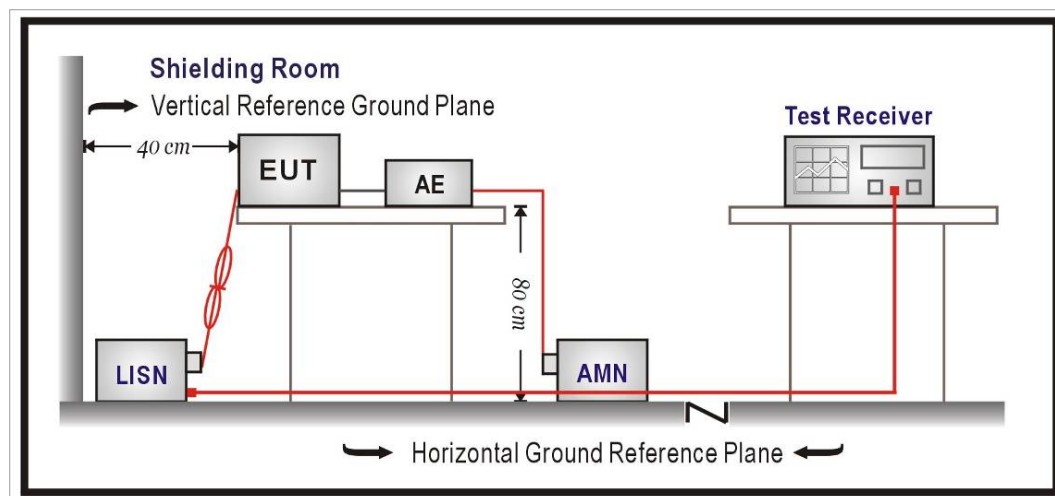 Shielding Room
Vertical Reference Ground Plane
Test Receiver
40 cm
EUT
AE
80 cm
LISN
AMN
Horizontal Ground Reference Plane